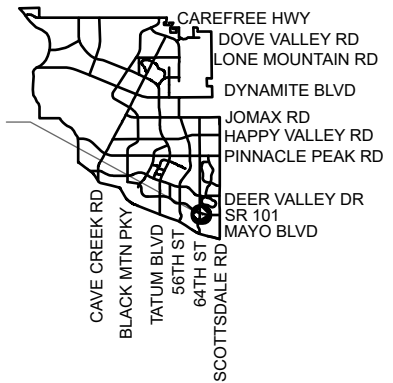 CAREFREE HWY
DOVE VALLEY RD
LONE MOUNTAIN RD
DYNAMITE BLVD
JOMAX RD
HAPPY VALLEY RD
PINNACLE PEAK RD
DEER VALLEY DR
SR 101
MAYO BLVD
CAVE CREEK RD
BLACK MTN PKY
TATUM BLVD
56TH ST
64TH ST
SCOTTSDALE RD